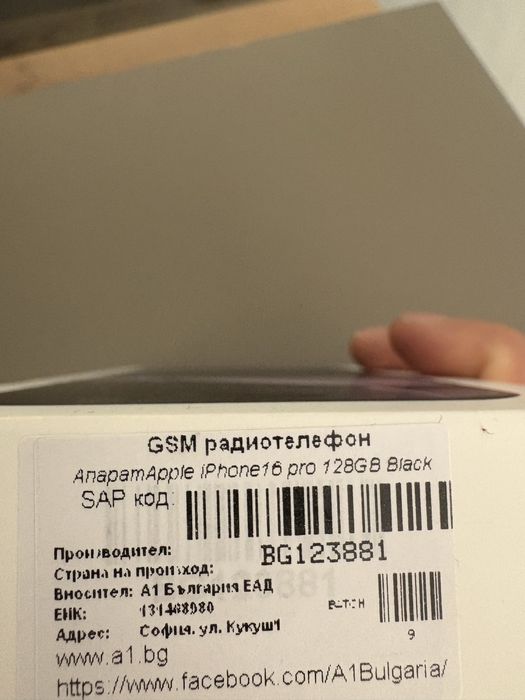 GSM радиотелефон
АпаратApple iPhone16 pro 128GB Black
SAP код:
BG123881
Производител:
Страна на произход:
Вносител: А1 България ЕАД
ЕИК: 131468980
Адрес: София, ул. Кукуш1
9
www.a1.bg
https://www.facebook.com/A1Bulgaria/